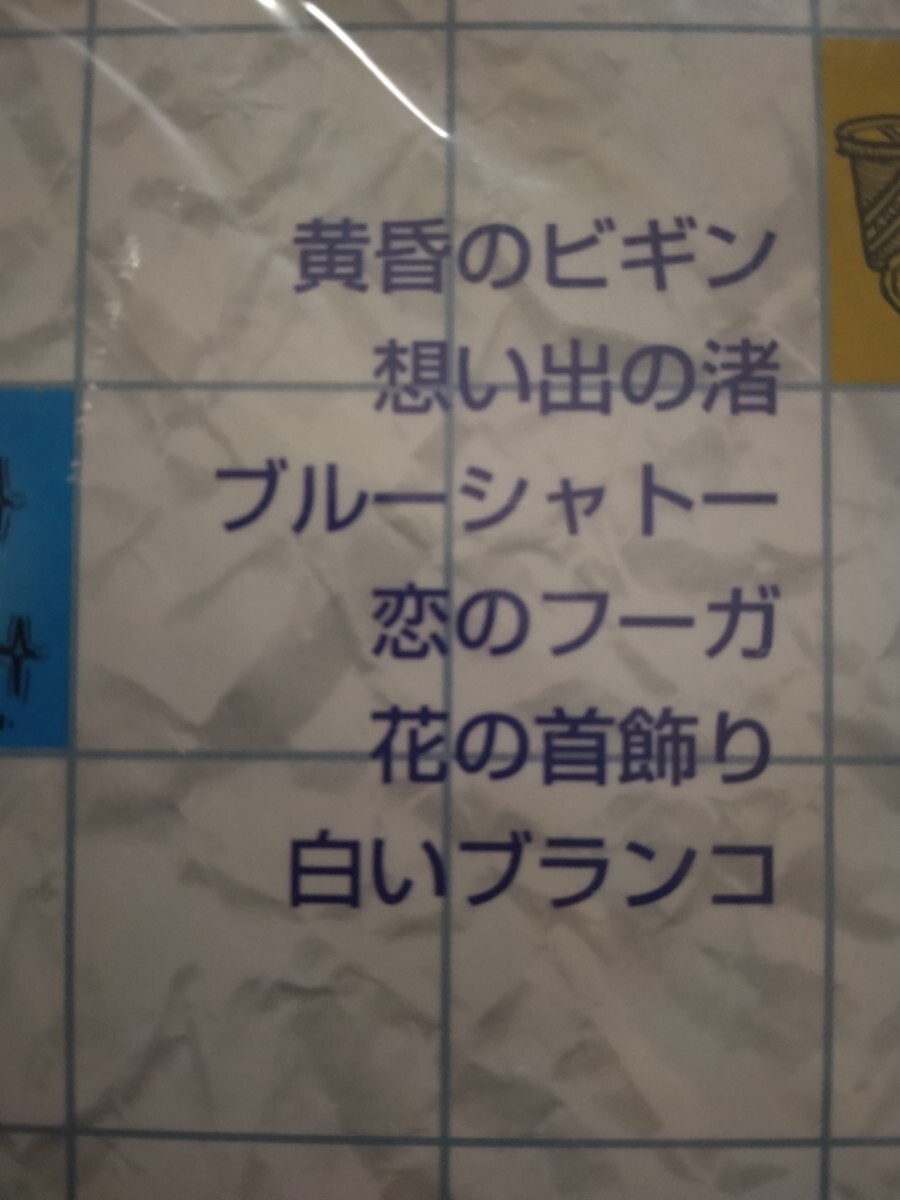 黄昏のビギン
想い出の渚
ブルーシャトー
恋のフーガ
花の首飾り
白いブランコ